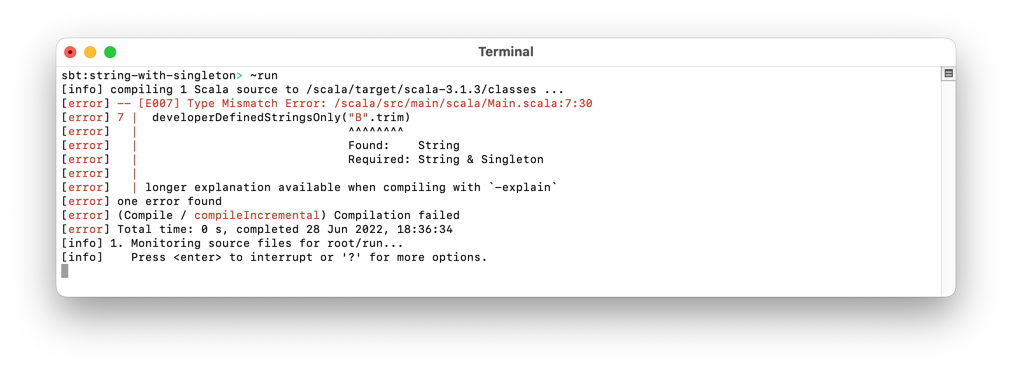 Terminal
sbt:string-with-singleton> ~run
[info] compiling 1 Scala source to /scala/target/scala-3.1.3/classes ...
[error] -- [E007] Type Mismatch Error: /scala/src/main/scala/Main.scala:7:30
[error] 7 |  developerDefinedStringsOnly("B".trim)
[error]   |                              ^^^^^^^^
[error]   |                              Found:    String
[error]   |                              Required: String & Singleton
[error]   |
[error]   | longer explanation available when compiling with `-explain`
[error] one error found
[error] (Compile / compileIncremental) Compilation failed
[error] Total time: 0 s, completed 28 Jun 2022, 18:36:34
[info] 1. Monitoring source files for root/run...
[info]    Press <enter> to interrupt or '?' for more options.